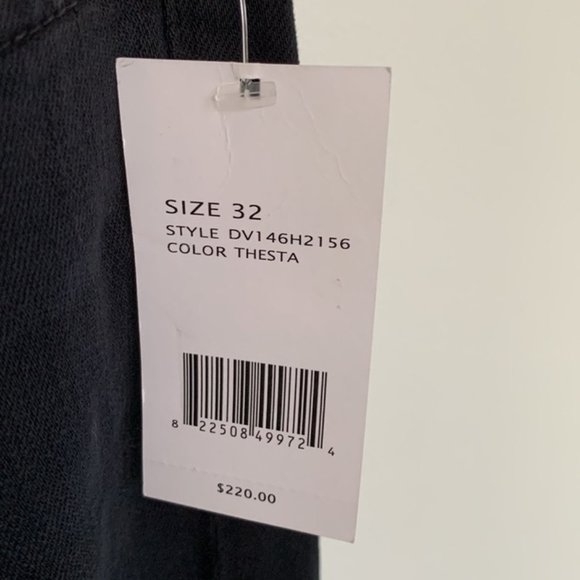 SIZE 32
STYLE DV146H2156
COLOR THESTA
8 22508 49972 4
$220.00